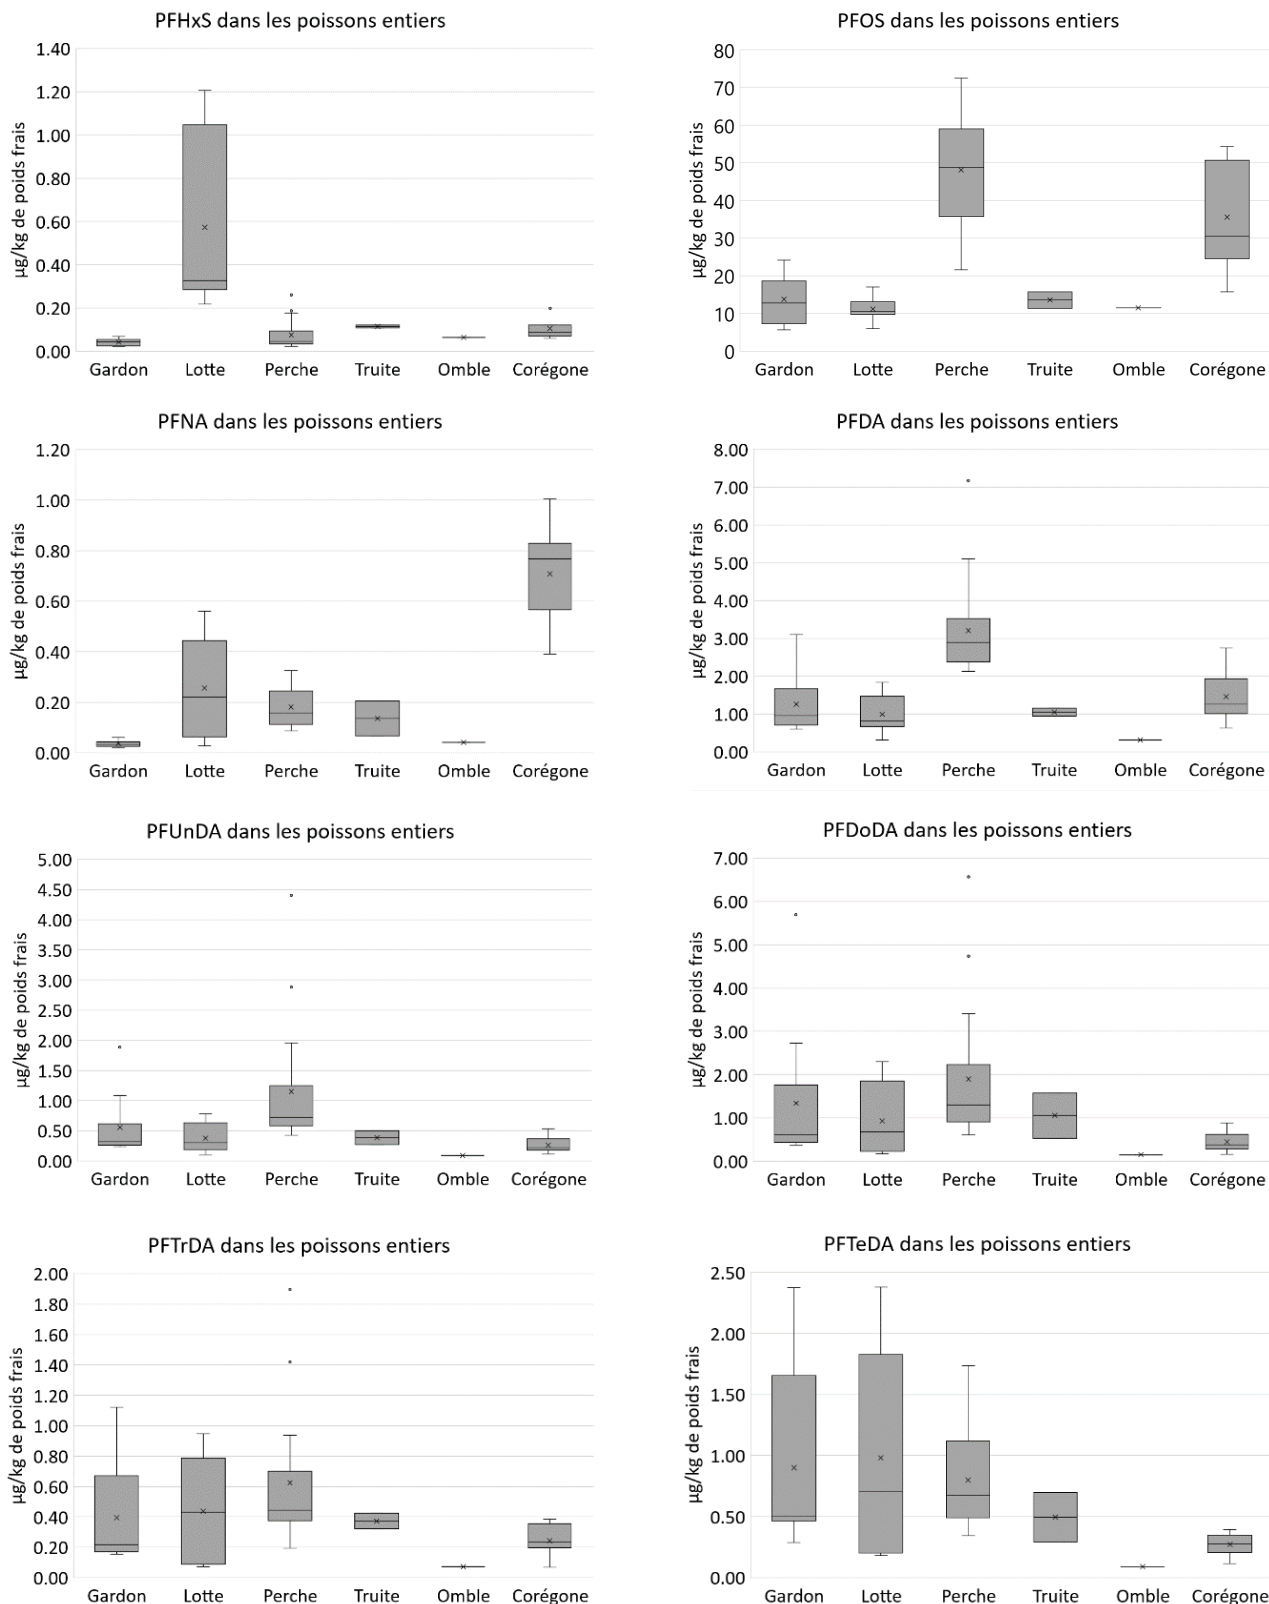 PFHxS dans les poissons entiers
µg/kg de poids frais
1.40
1.20
1.00
0.80
0.60
0.40
0.20
0.00
Gardon Lotte Perche Truite Omble Corégone
PFOS dans les poissons entiers
µg/kg de poids frais
80
70
60
50
40
30
20
10
0
Gardon Lotte Perche Truite Omble Corégone
PFNA dans les poissons entiers
µg/kg de poids frais
1.20
1.00
0.80
0.60
0.40
0.20
0.00
Gardon Lotte Perche Truite Omble Corégone
PFDA dans les poissons entiers
µg/kg de poids frais
8.00
7.00
6.00
5.00
4.00
3.00
2.00
1.00
0.00
Gardon Lotte Perche Truite Omble Corégone
PFUnDA dans les poissons entiers
µg/kg de poids frais
5.00
4.50
4.00
3.50
3.00
2.50
2.00
1.50
1.00
0.50
0.00
Gardon Lotte Perche Truite Omble Corégone
PFDoDA dans les poissons entiers
µg/kg de poids frais
7.00
6.00
5.00
4.00
3.00
2.00
1.00
0.00
Gardon Lotte Perche Truite Omble Corégone
PFTrDA dans les poissons entiers
µg/kg de poids frais
2.00
1.80
1.60
1.40
1.20
1.00
0.80
0.60
0.40
0.20
0.00
Gardon Lotte Perche Truite Omble Corégone
PFTeDA dans les poissons entiers
µg/kg de poids frais
2.50
2.00
1.50
1.00
0.50
0.00
Gardon Lotte Perche Truite Omble Corégone